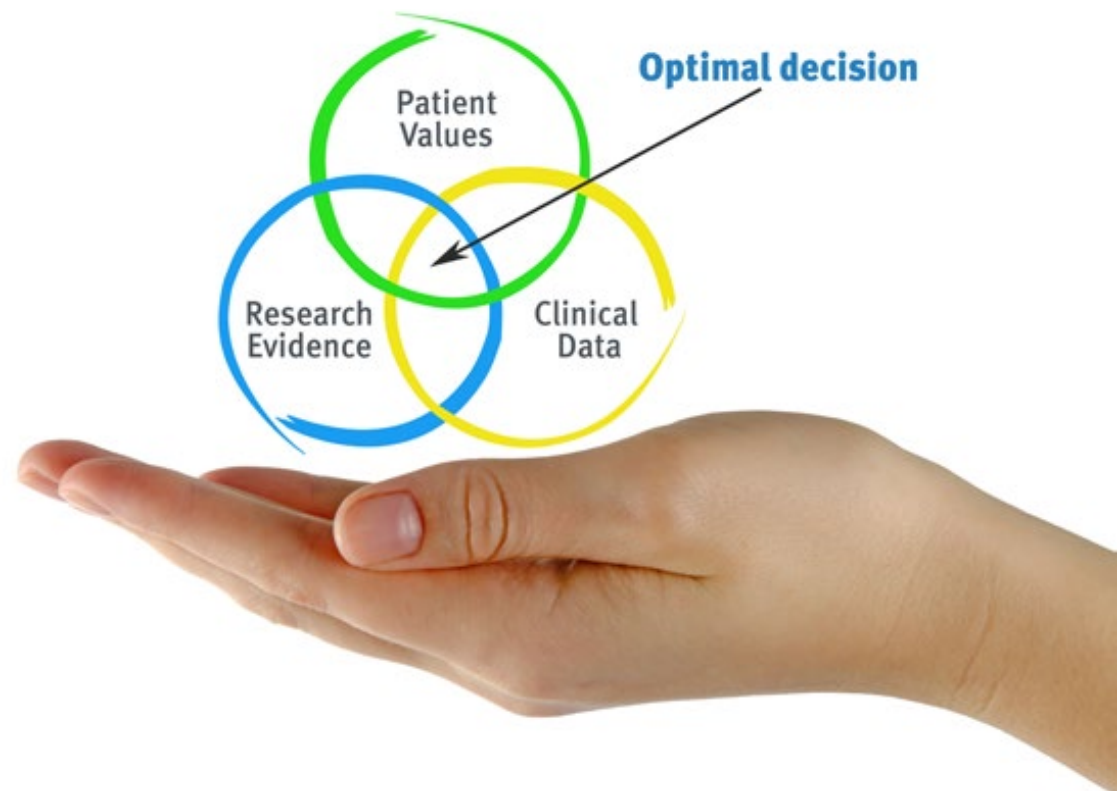 Optimal decision
Patient
Values
Research
Evidence
Clinical
Data